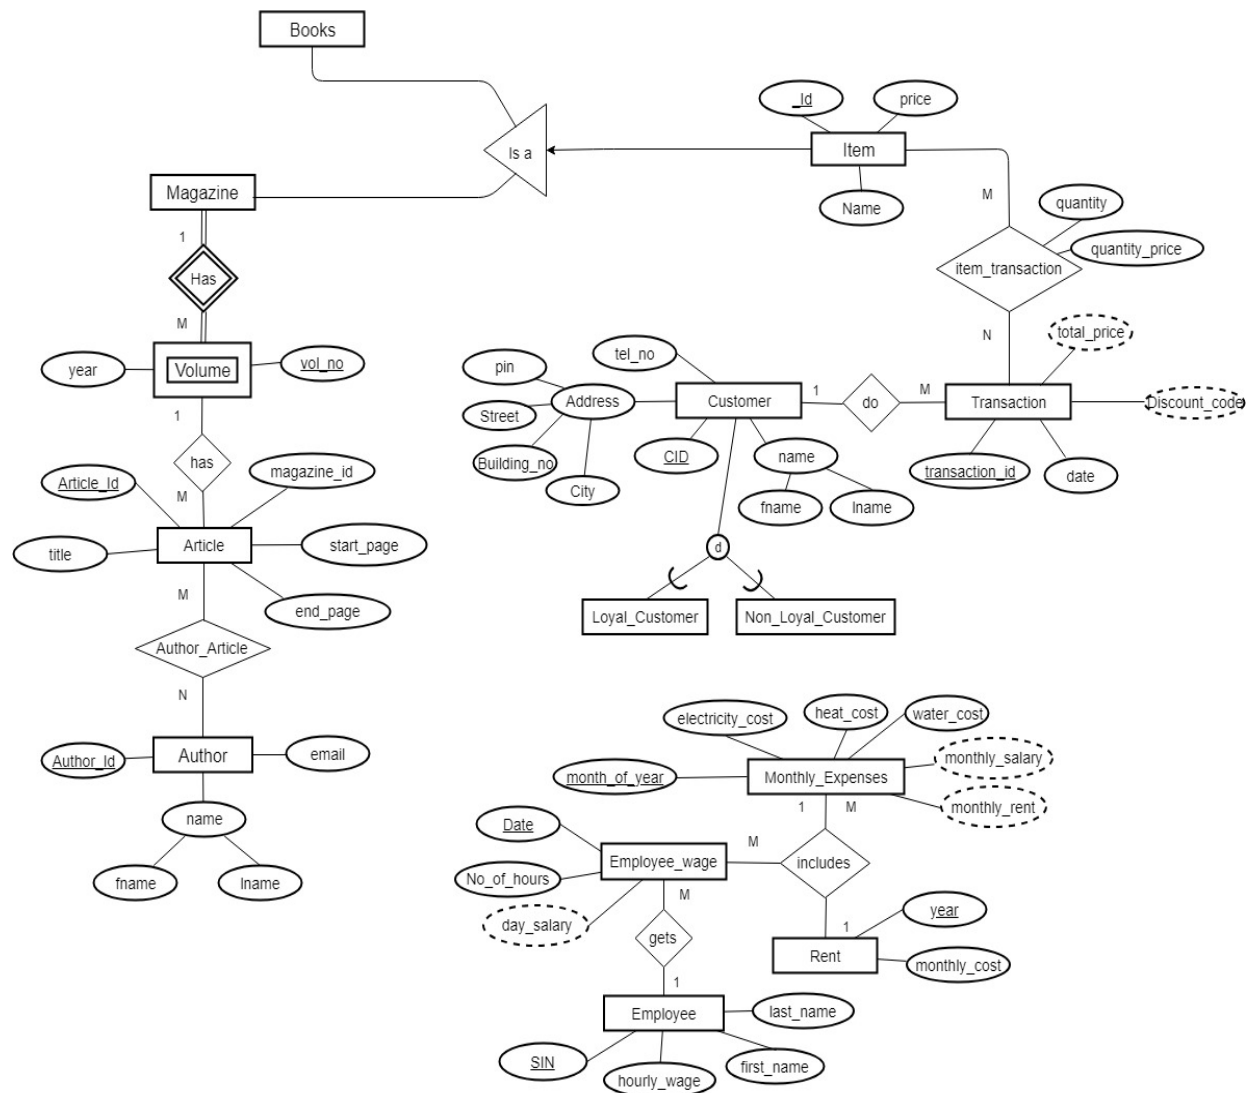 Books
_Id
price
Is a
Item
Magazine
M
Name
quantity
1
quantity_price
Has
item_transaction
M
total_price
N
tel_no
year
Volume
vol_no
pin
Address
Customer
1
do
M
Transaction
Discount_code
Street
1
has
CID
name
Building_no
transaction_id
date
Article_Id
magazine_id
City
M
fname
lname
title
Article
start_page
d
M
end_page
Loyal_Customer
Non_Loyal_Customer
Author_Article
N
electricity_cost
heat_cost
water_cost
Author_Id
Author
email
month_of_year
Monthly_Expenses
monthly_salary
1
M
monthly_rent
name
Date
M
Employee_wage
includes
fname
lname
No_of_hours
M
day_salary
year
gets
1
Rent
monthly_cost
1
Employee
last_name
SIN
hourly_wage
first_name